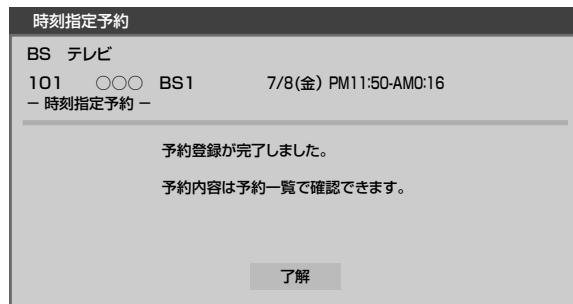 時刻指定予約
BS テレビ
101 ○○○ BS1 7/8(金) PM11:50-AM0:16
− 時刻指定予約 −
予約登録が完了しました。
予約内容は予約一覧で確認できます。
了解